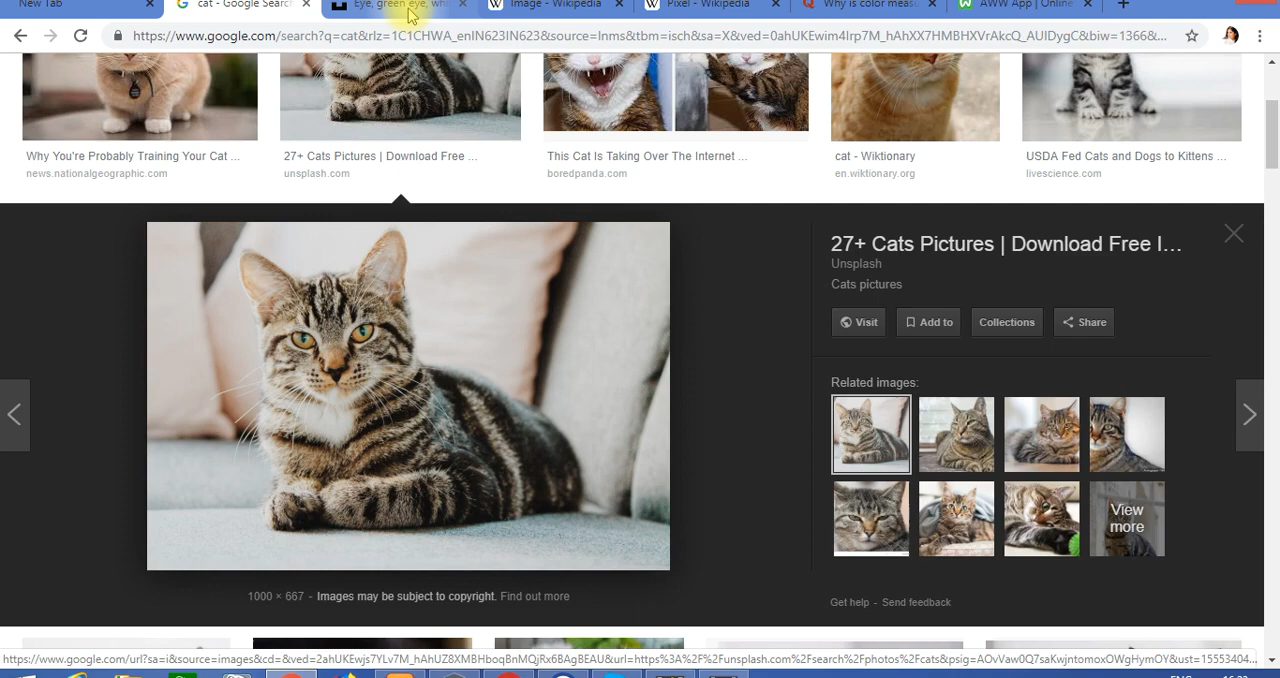 New Tab
cat - Google Search
Eye, green eye, whi
Image - Wikipedia
Pixel - Wikipedia
Why is color measu
AWW App | Online
https://www.google.com/search?q=cat&rlz=1C1CHWA_enIN623IN623&source=lnms&tbm=isch&sa=X&ved=0ahUKEwim4Irp7M_hAhXX7HMBHXVrAkcQ_AUIDygC&biw=1366&...
Why You're Probably Training Your Cat ...
news.nationalgeographic.com
27+ Cats Pictures | Download Free ...
unsplash.com
This Cat Is Taking Over The Internet ...
boredpanda.com
cat - Wiktionary
en.wiktionary.org
USDA Fed Cats and Dogs to Kittens ...
livescience.com
27+ Cats Pictures | Download Free I...
Unsplash
Cats pictures
Visit
Add to
Collections
Share
Related images:
View
more
1000 × 667 - Images may be subject to copyright. Find out more
Get help - Send feedback
https://www.google.com/url?sa=i&source=images&cd=&ved=2ahUKEwjs7YLv7M_hAhUZ8XMBHboqBnMQjRx6BAgBEAU&url=https%3A%2F%2Funsplash.com%2Fsearch%2Fphotos%2Fcats&psig=AOvVaw0Q7saKwjntomoxOWgHymOY&ust=15553404...